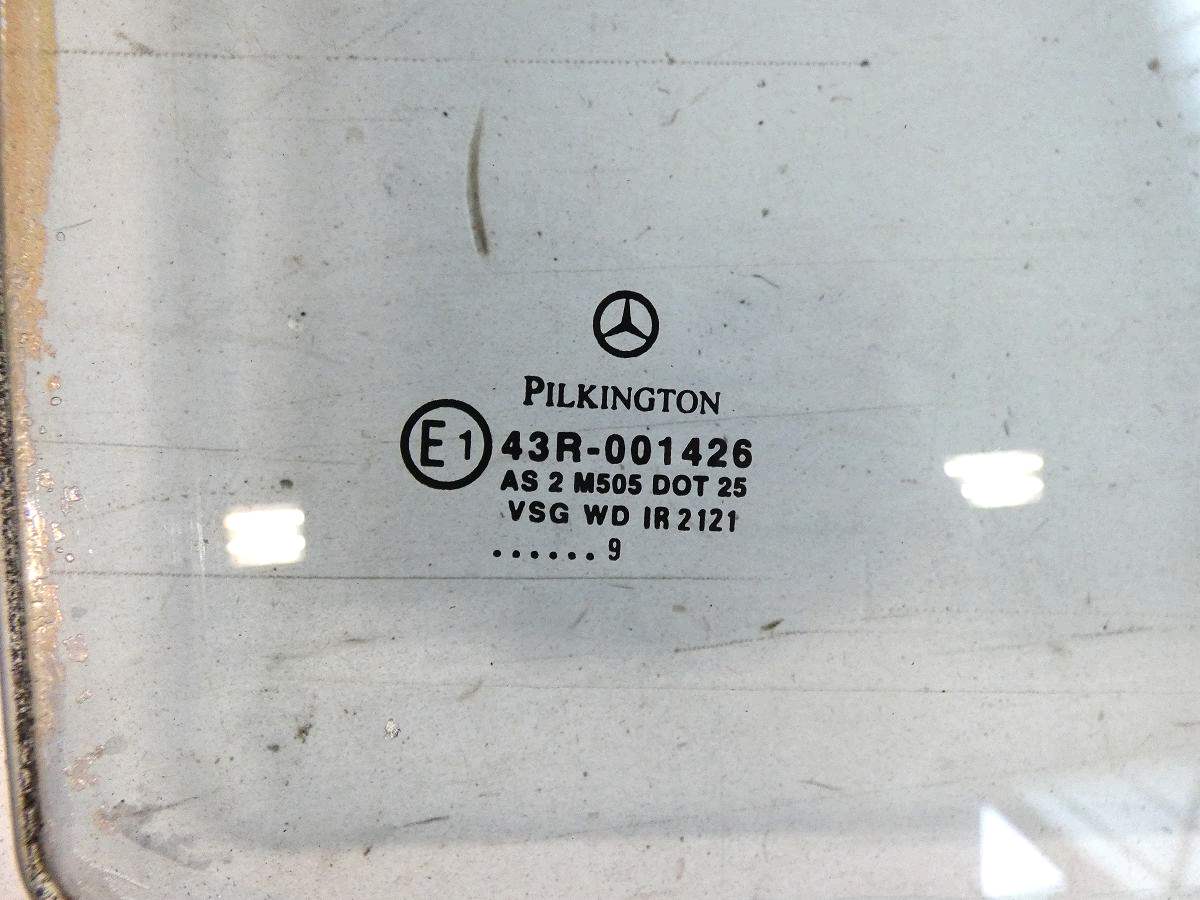 PILKINGTON
E1 43R-001426
AS 2 M505 DOT 25
VSG WD IR 2121
......9